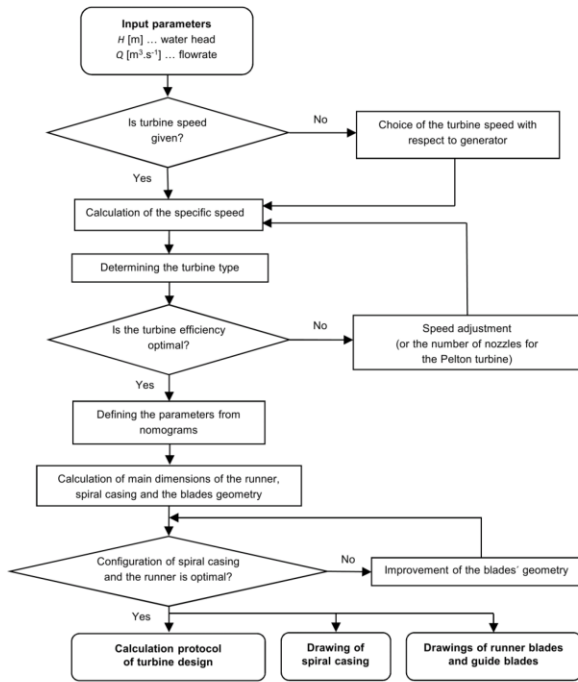 Input parameters
H [m] ... water head
Q [m³.s⁻¹] ... flowrate
Is turbine speed
given?
No
Choice of the turbine speed with
respect to generator
Yes
Calculation of the specific speed
Determining the turbine type
Is the turbine efficiency
optimal?
No
Speed adjustment
(or the number of nozzles for
the Pelton turbine)
Yes
Defining the parameters from
nomograms
Calculation of main dimensions of the runner,
spiral casing and the blades geometry
Configuration of spiral casing
and the runner is optimal?
No
Improvement of the blades´ geometry
Yes
Calculation protocol
of turbine design
Drawing of
spiral casing
Drawings of runner blades
and guide blades